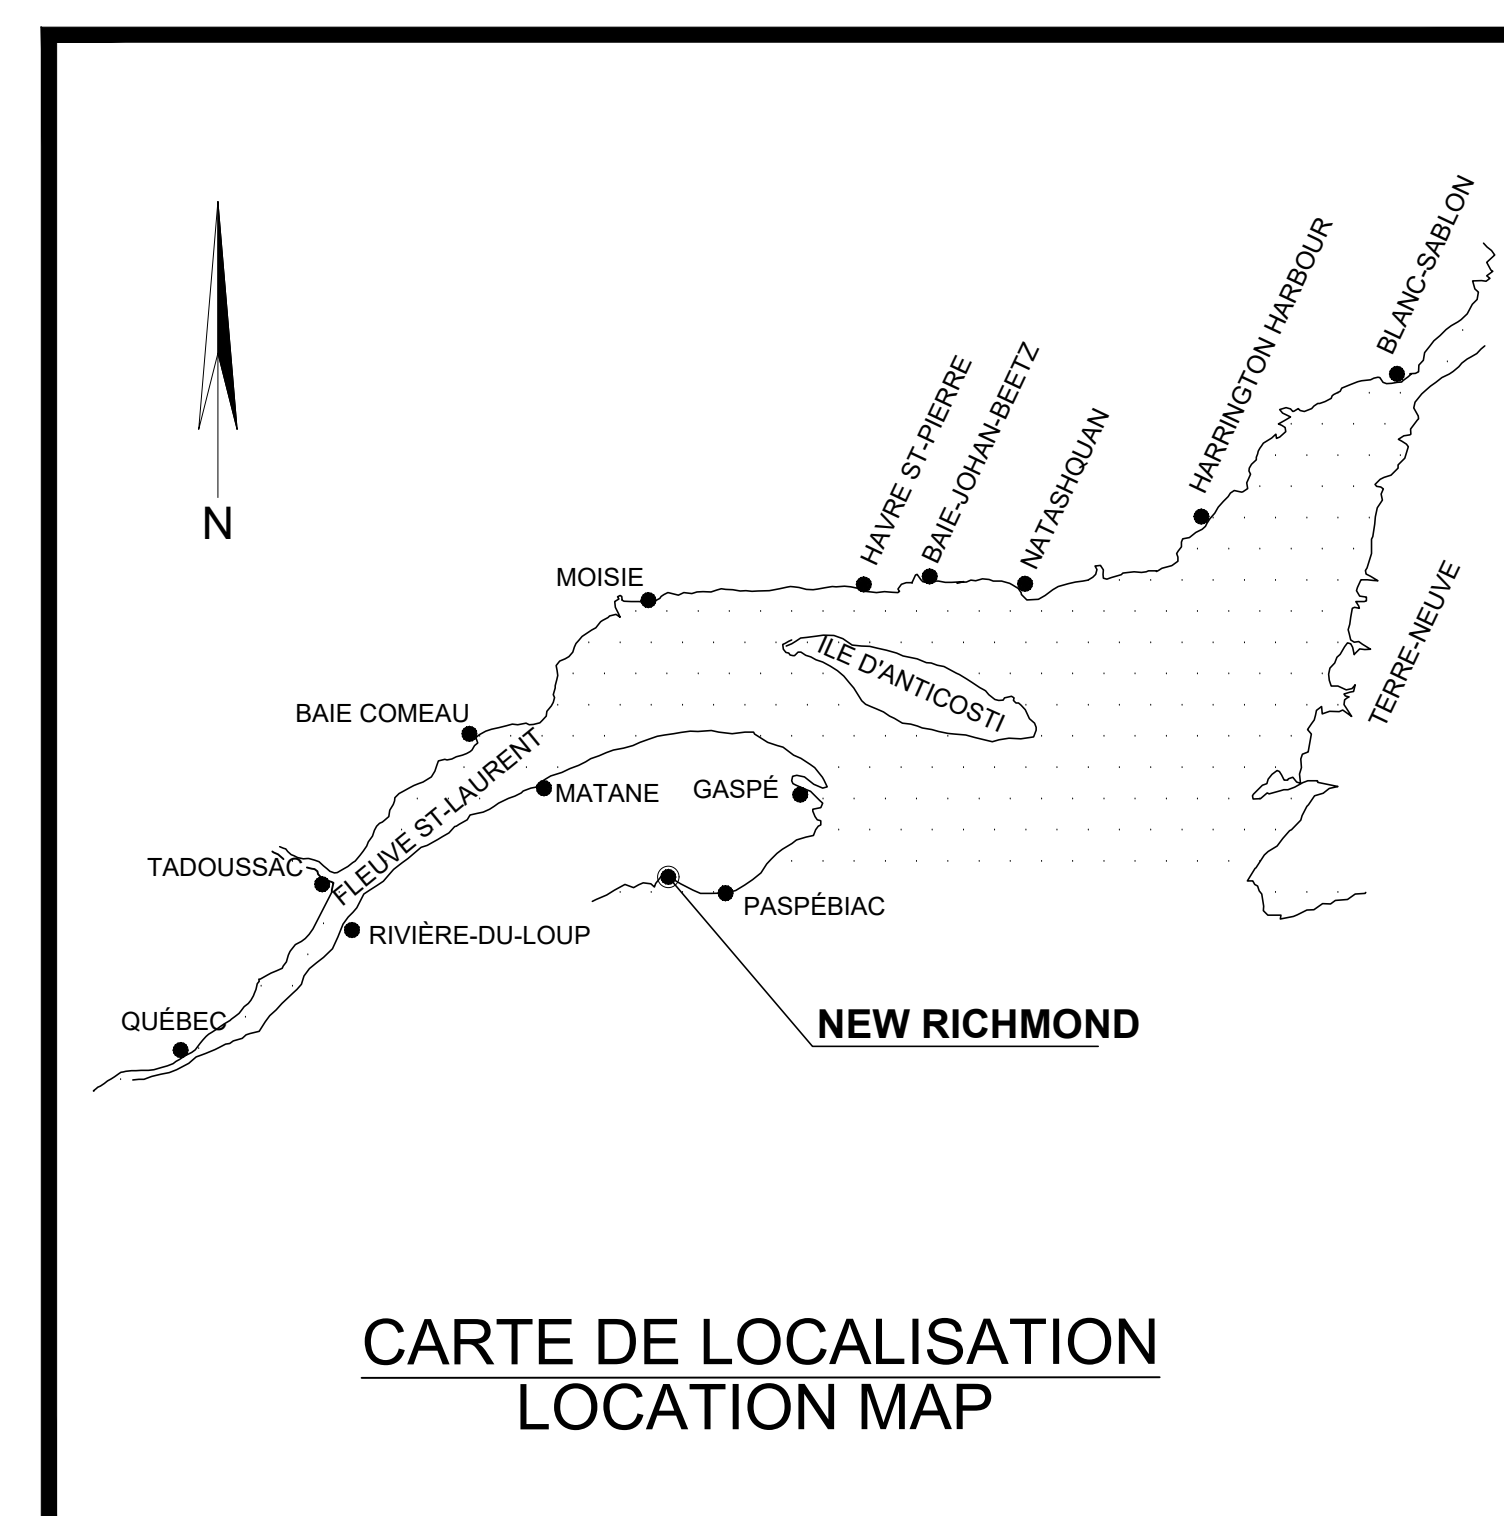 BLANC-SABLON
HARRINGTON HARBOUR
BAIE-JOHAN-BEETZ
HAVRE ST-PIERRE
NATASHQUAN
N
MOISIE
TERRE-NEUVE
ILE D'ANTICOSTI
BAIE COMEAU
FLEUVE ST-LAURENT
MATANE
GASPÉ
TADOUSSAC
PASPÉBIAC
RIVIÈRE-DU-LOUP
QUÉBEC
NEW RICHMOND
CARTE DE LOCALISATION
LOCATION MAP